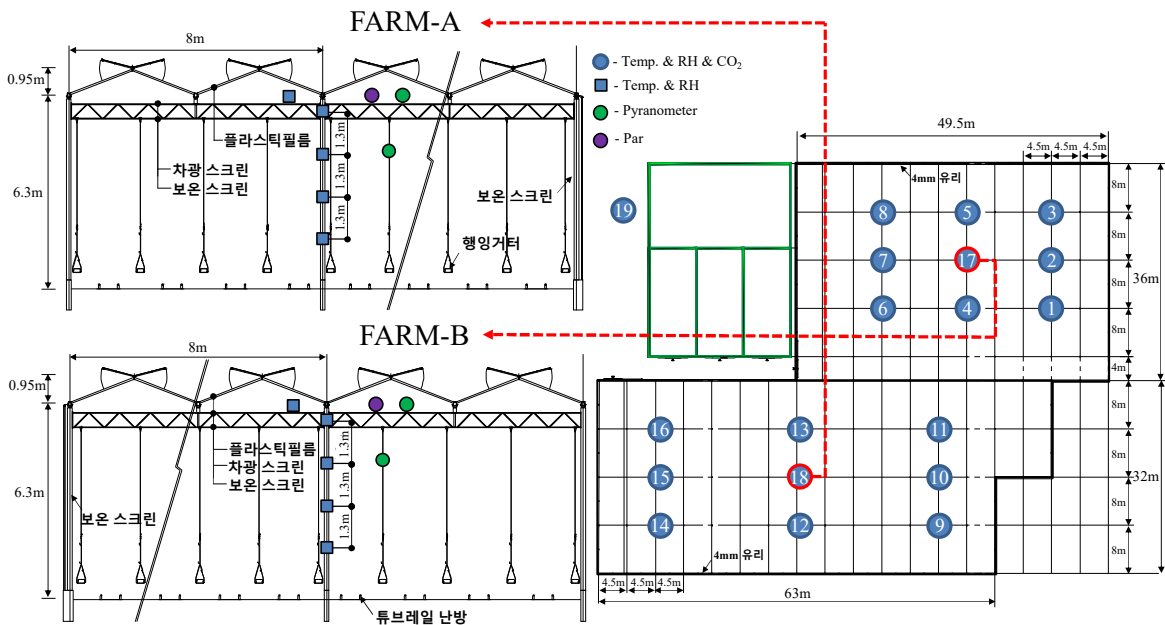 FARM-A
8m
0.95m
6.3m
플라스틱필름
차광 스크린
보온 스크린
보온 스크린
행잉거터
1.3m
1.3m
1.3m
- Temp. & RH & CO₂
- Temp. & RH
- Pyranometer
- Par
FARM-B
8m
0.95m
6.3m
플라스틱필름
차광 스크린
보온 스크린
보온 스크린
튜브레일 난방
1.3m
1.3m
1.3m
49.5m
4.5m 4.5m 4.5m
4mm 유리
19
8 5 3
7 17 2
6 4 1
8m
8m
8m
8m
4m
36m
16 13 11
15 18 10
14 12 9
8m
8m
8m
8m
32m
4mm 유리
4.5m 4.5m 4.5m
63m